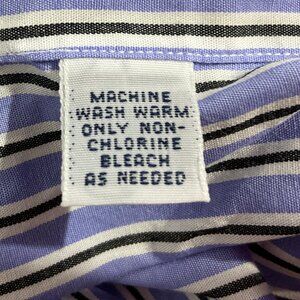 MACHINE
WASH WARM
ONLY NON-
CHLORINE
BLEACH
AS NEEDED